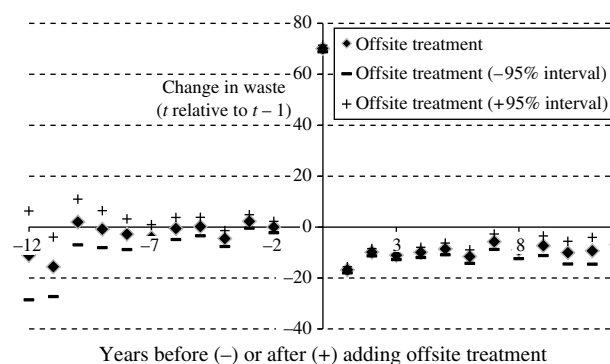 80
60
40
20
0
−20
−40
−12
−7
−2
3
8
Change in waste
(t relative to t − 1)
Offsite treatment
Offsite treatment (−95% interval)
Offsite treatment (+95% interval)
Years before (−) or after (+) adding offsite treatment